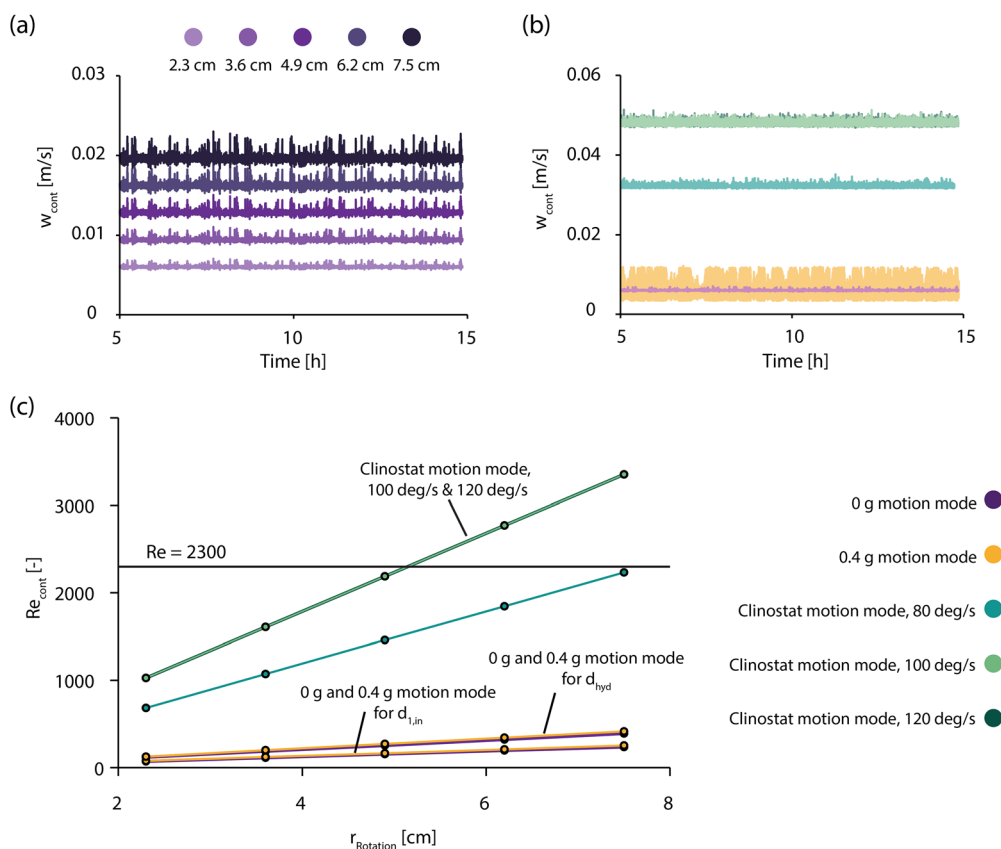 (a)
2.3 cm 3.6 cm 4.9 cm 6.2 cm 7.5 cm
0.03
0.02
0.01
0
w_cont [m/s]
5 10 15
Time [h]
(b)
0.06
0.04
0.02
0
w_cont [m/s]
5 10 15
Time [h]
(c)
4000
3000
2000
1000
0
Re_cont [-]
Clinostat motion mode,
100 deg/s & 120 deg/s
Re = 2300
0 g and 0.4 g motion mode
for d_1,in
0 g and 0.4 g motion mode
for d_hyd
2 4 6 8
r_Rotation [cm]
0 g motion mode
0.4 g motion mode
Clinostat motion mode, 80 deg/s
Clinostat motion mode, 100 deg/s
Clinostat motion mode, 120 deg/s